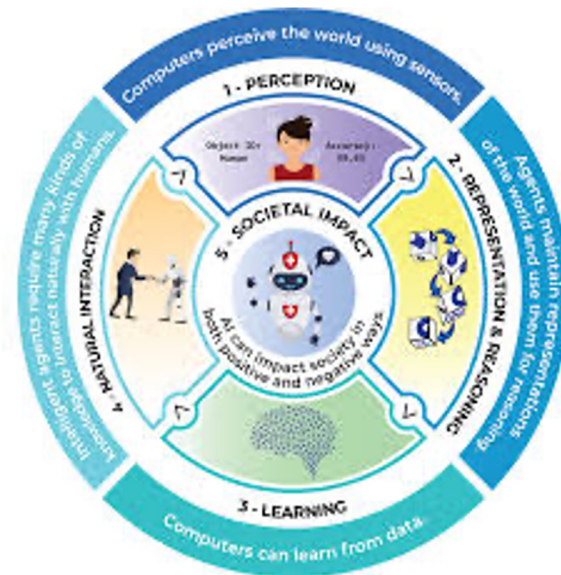 Computers perceive the world using sensors.
1 - PERCEPTION
Object ID:
Human
Accuracy:
Agents maintain representations
of the world and use them for reasoning
2 - REPRESENTATION & REASONING
3 - LEARNING
Computers can learn from data.
Intelligent agents require many kinds of
knowledge to interact naturally with humans.
4 - NATURAL INTERACTION
5 - SOCIETAL IMPACT
AI can impact society in
both positive and negative ways.